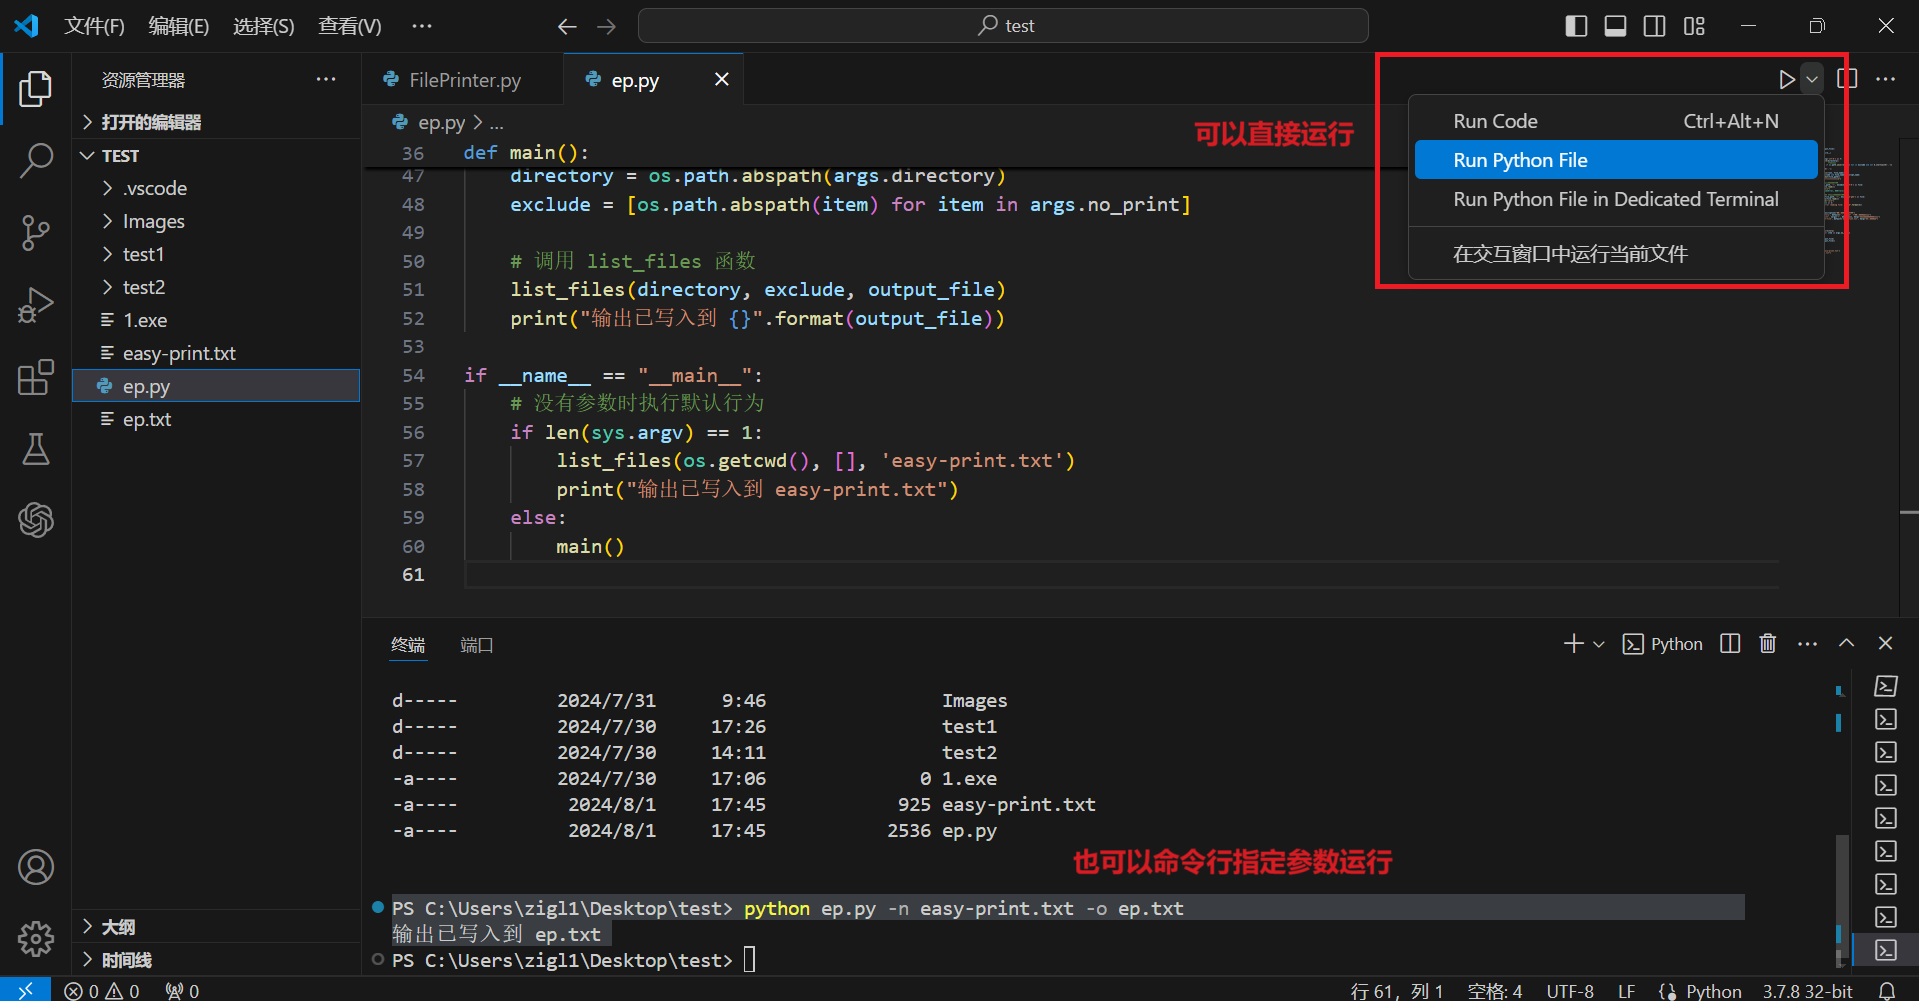 文件(F) 编辑(E) 选择(S) 查看(V) ··· test
资源管理器 ···
打开的编辑器
TEST
.vscode
Images
test1
test2
1.exe
easy-print.txt
ep.py
ep.txt
大纲
时间线
FilePrinter.py ep.py
ep.py > ...
36 def main():
47 directory = os.path.abspath(args.directory)
48 exclude = [os.path.abspath(item) for item in args.no_print]
49
50 # 调用 list_files 函数
51 list_files(directory, exclude, output_file)
52 print("输出已写入到 {}".format(output_file))
53
54 if __name__ == "__main__":
55 # 没有参数时执行默认行为
56 if len(sys.argv) == 1:
57 list_files(os.getcwd(), [], 'easy-print.txt')
58 print("输出已写入到 easy-print.txt")
59 else:
60 main()
61
可以直接运行
Run Code Ctrl+Alt+N
Run Python File
Run Python File in Dedicated Terminal
在交互窗口中运行当前文件
终端 端口 Python
d----- 2024/7/31 9:46 Images
d----- 2024/7/30 17:26 test1
d----- 2024/7/30 14:11 test2
-a---- 2024/7/30 17:06 0 1.exe
-a---- 2024/8/1 17:45 925 easy-print.txt
-a---- 2024/8/1 17:45 2536 ep.py
也可以命令行指定参数运行
PS C:\Users\zigl1\Desktop\test> python ep.py -n easy-print.txt -o ep.txt
输出已写入到 ep.txt
PS C:\Users\zigl1\Desktop\test>
0 0 0 行 61，列 1 空格: 4 UTF-8 LF Python 3.7.8 32-bit